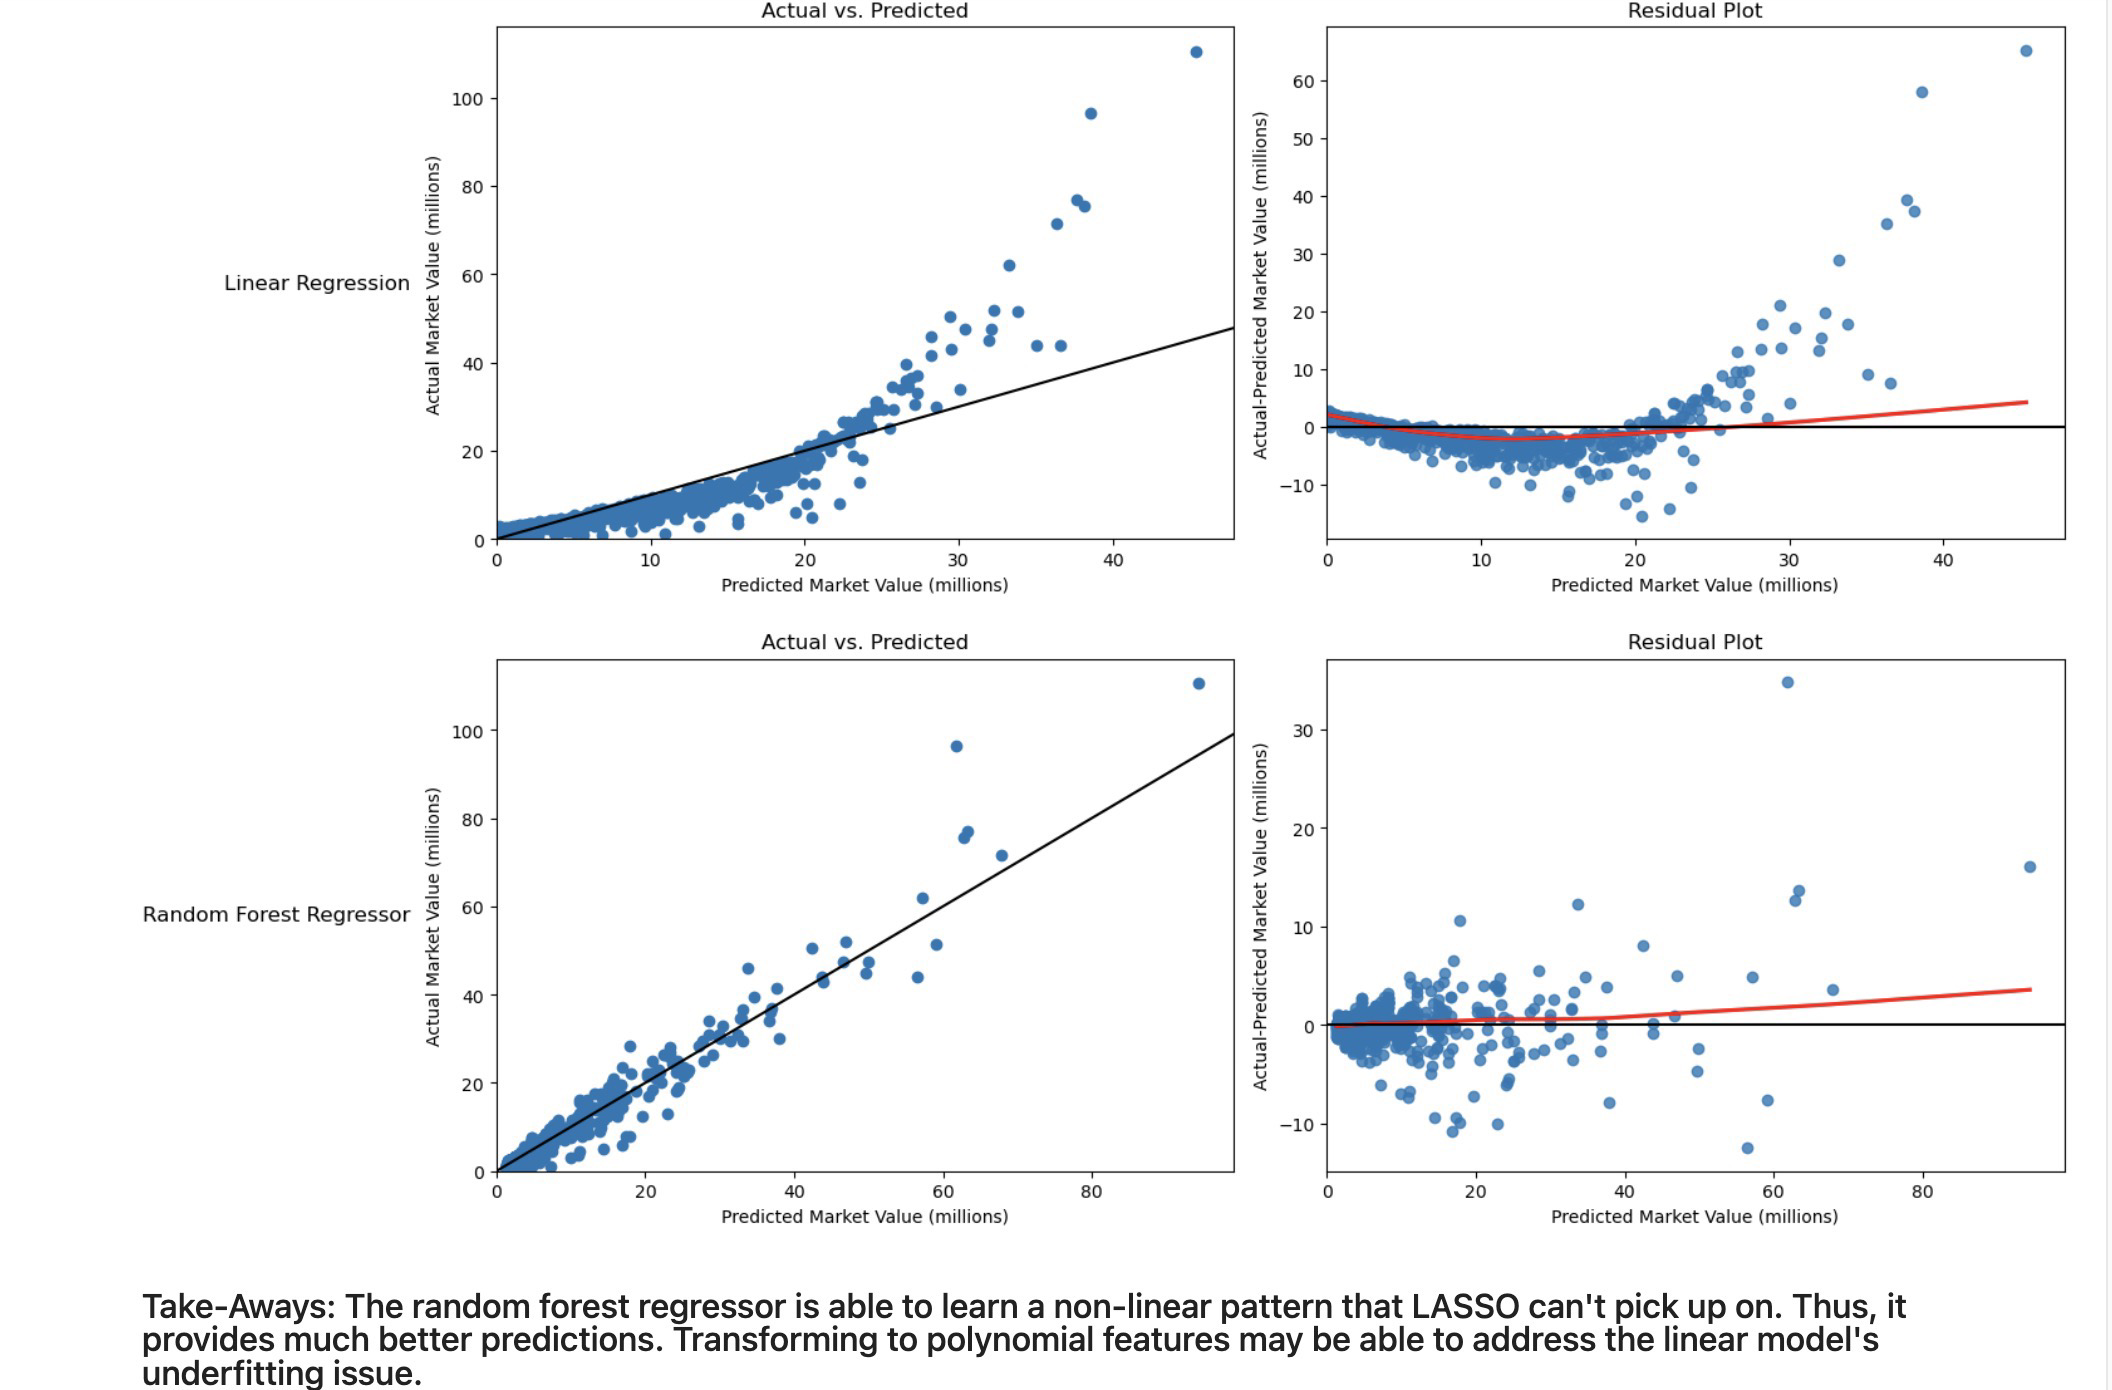 Actual vs. Predicted
Residual Plot
Linear Regression
Actual Market Value (millions)
100
80
60
40
20
0
0 10 20 30 40
Predicted Market Value (millions)
Actual-Predicted Market Value (millions)
60
50
40
30
20
10
0
−10
0 10 20 30 40
Predicted Market Value (millions)
Actual vs. Predicted
Residual Plot
Random Forest Regressor
Actual Market Value (millions)
100
80
60
40
20
0
0 20 40 60 80
Predicted Market Value (millions)
Actual-Predicted Market Value (millions)
30
20
10
0
−10
0 20 40 60 80
Predicted Market Value (millions)
Take-Aways: The random forest regressor is able to learn a non-linear pattern that LASSO can't pick up on. Thus, it
provides much better predictions. Transforming to polynomial features may be able to address the linear model's
underfitting issue.